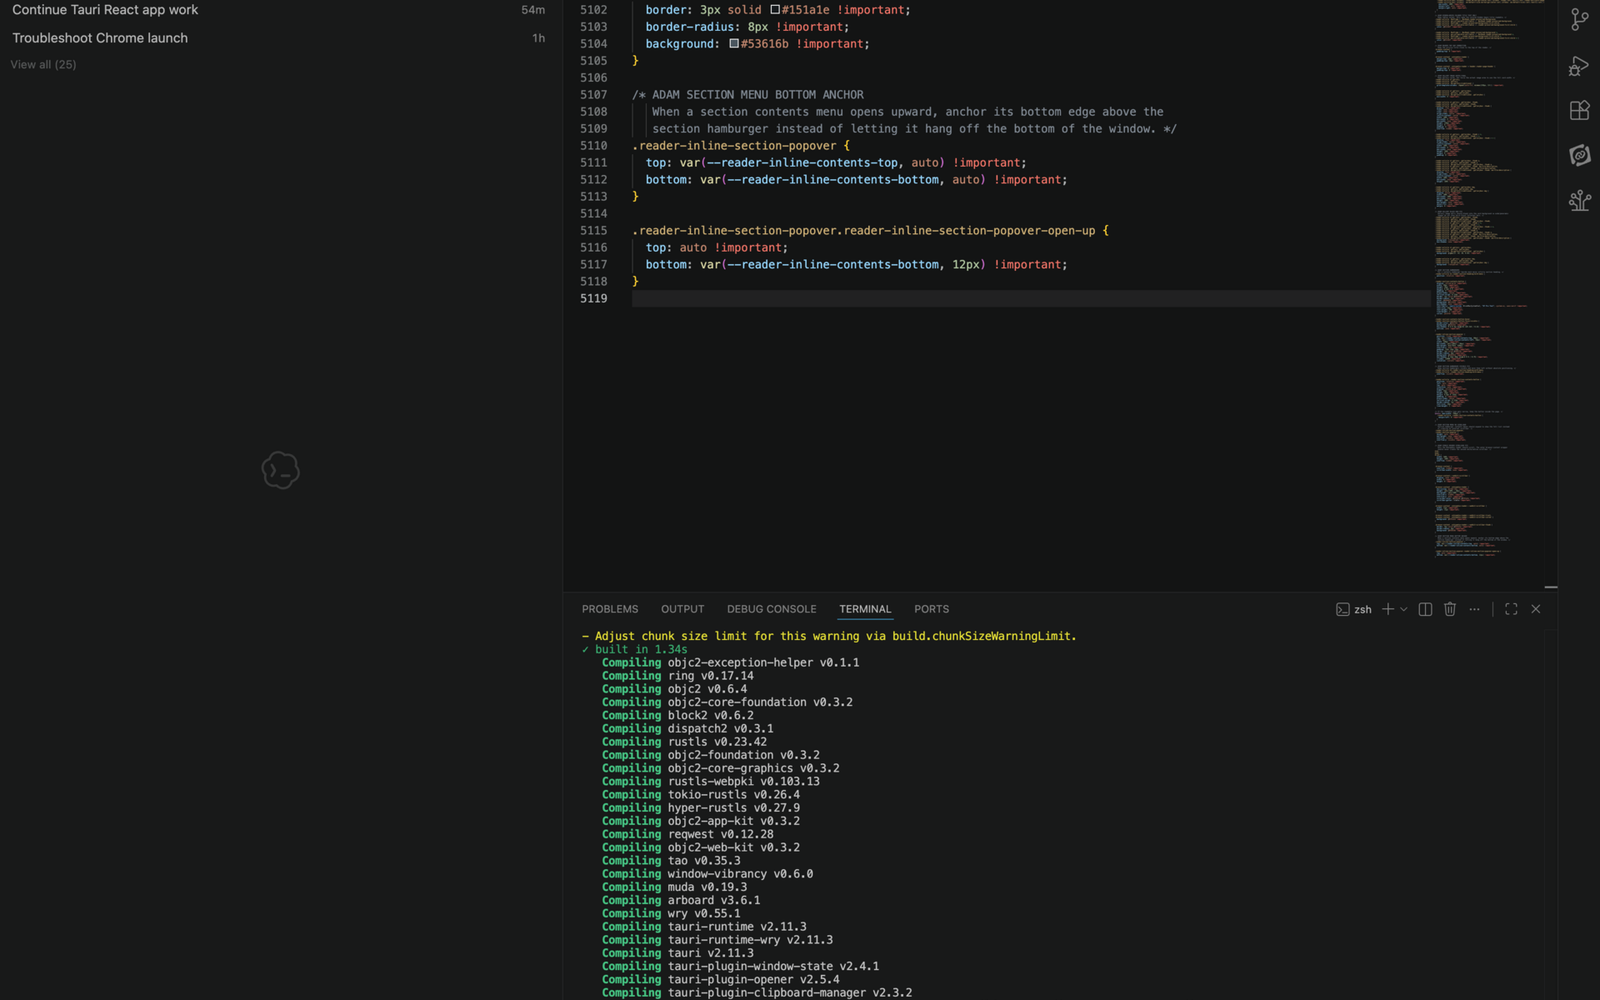 Continue Tauri React app work 54m
Troubleshoot Chrome launch 1h
View all (25)
5102 border: 3px solid #151a1e !important;
5103 border-radius: 8px !important;
5104 background: #53616b !important;
5105 }
5106
5107 /* ADAM SECTION MENU BOTTOM ANCHOR
5108 When a section contents menu opens upward, anchor its bottom edge above the
5109 section hamburger instead of letting it hang off the bottom of the window. */
5110 .reader-inline-section-popover {
5111 top: var(--reader-inline-contents-top, auto) !important;
5112 bottom: var(--reader-inline-contents-bottom, auto) !important;
5113 }
5114
5115 .reader-inline-section-popover.reader-inline-section-popover-open-up {
5116 top: auto !important;
5117 bottom: var(--reader-inline-contents-bottom, 12px) !important;
5118 }
5119
PROBLEMS OUTPUT DEBUG CONSOLE TERMINAL PORTS zsh
- Adjust chunk size limit for this warning via build.chunkSizeWarningLimit.
✓ built in 1.34s
Compiling objc2-exception-helper v0.1.1
Compiling ring v0.17.14
Compiling objc2 v0.6.4
Compiling objc2-core-foundation v0.3.2
Compiling block2 v0.6.2
Compiling dispatch2 v0.3.1
Compiling rustls v0.23.42
Compiling objc2-foundation v0.3.2
Compiling objc2-core-graphics v0.3.2
Compiling rustls-webpki v0.103.13
Compiling tokio-rustls v0.26.4
Compiling hyper-rustls v0.27.9
Compiling objc2-app-kit v0.3.2
Compiling reqwest v0.12.28
Compiling objc2-web-kit v0.3.2
Compiling tao v0.35.3
Compiling window-vibrancy v0.6.0
Compiling muda v0.19.3
Compiling arboard v3.6.1
Compiling wry v0.55.1
Compiling tauri-runtime v2.11.3
Compiling tauri-runtime-wry v2.11.3
Compiling tauri v2.11.3
Compiling tauri-plugin-window-state v2.4.1
Compiling tauri-plugin-opener v2.5.4
Compiling tauri-plugin-clipboard-manager v2.3.2